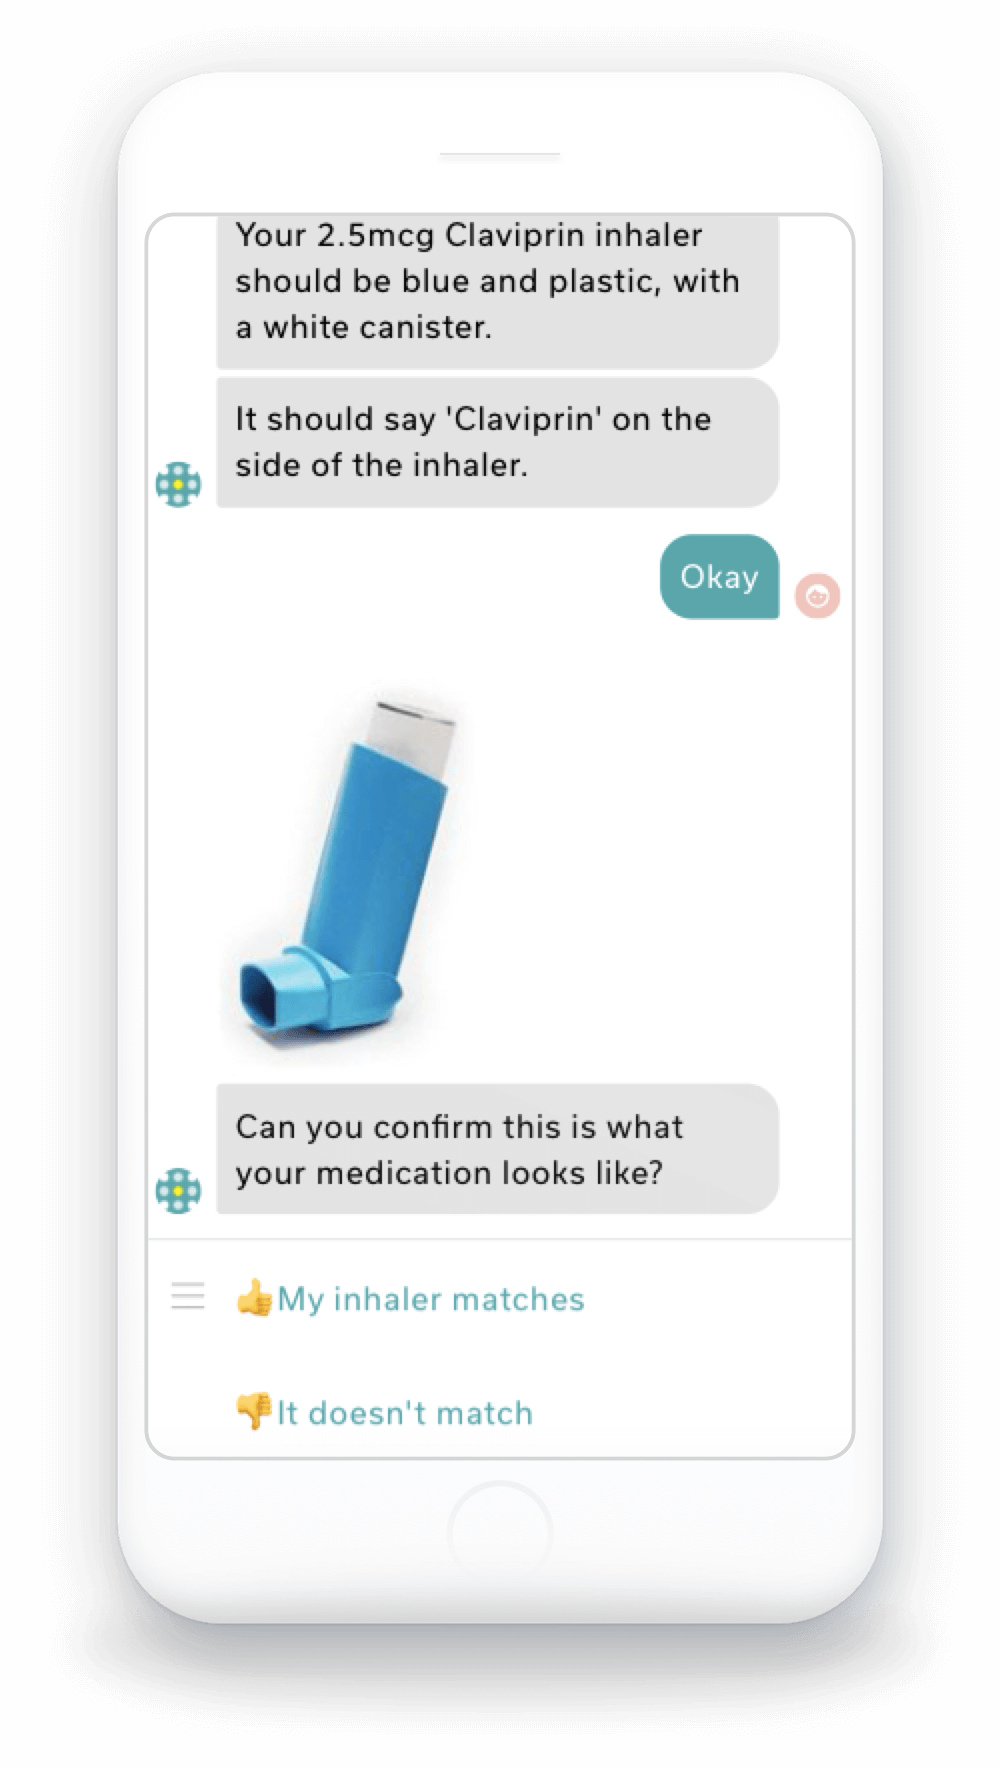 Your 2.5mcg Claviprin inhaler
should be blue and plastic, with
a white canister.
It should say 'Claviprin' on the
side of the inhaler.
Okay
Can you confirm this is what
your medication looks like?
👍My inhaler matches
👎It doesn't match